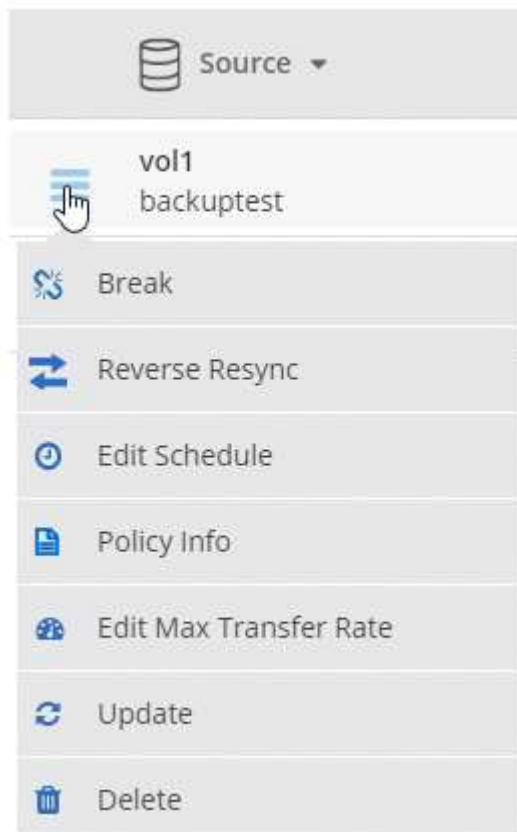 Source
vol1
backuptest
Break
Reverse Resync
Edit Schedule
Policy Info
Edit Max Transfer Rate
Update
Delete